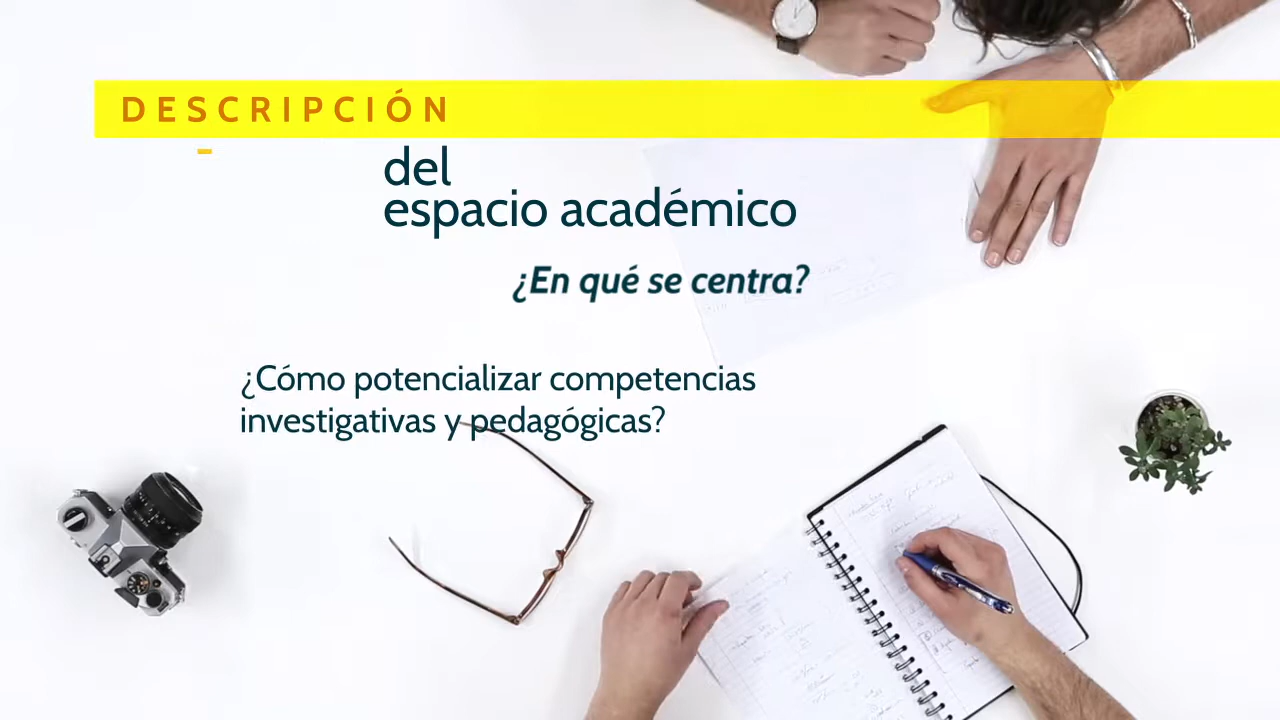 DESCRIPCIÓN
del
espacio académico
¿En qué se centra?
¿Cómo potencializar competencias
investigativas y pedagógicas?